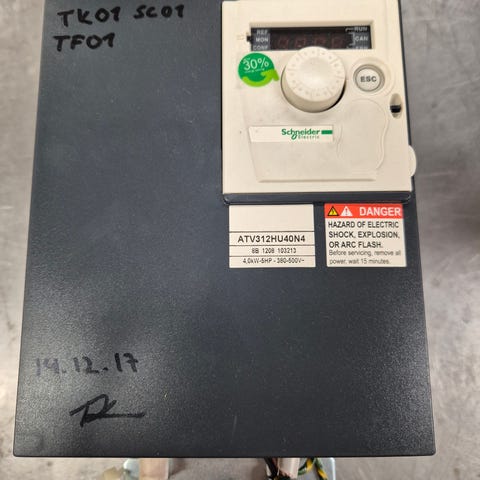 TK01 SC01
TF01
REF
MON
CONF
RUN
CAN
ERR
30%
ESC
Schneider
Electric
ATV312HU40N4
8B 1208 103213
4,0kW-5HP - 380-500V~
DANGER
HAZARD OF ELECTRIC
SHOCK, EXPLOSION,
OR ARC FLASH.
Before servicing, remove all
power, wait 15 minutes.
14.12.17